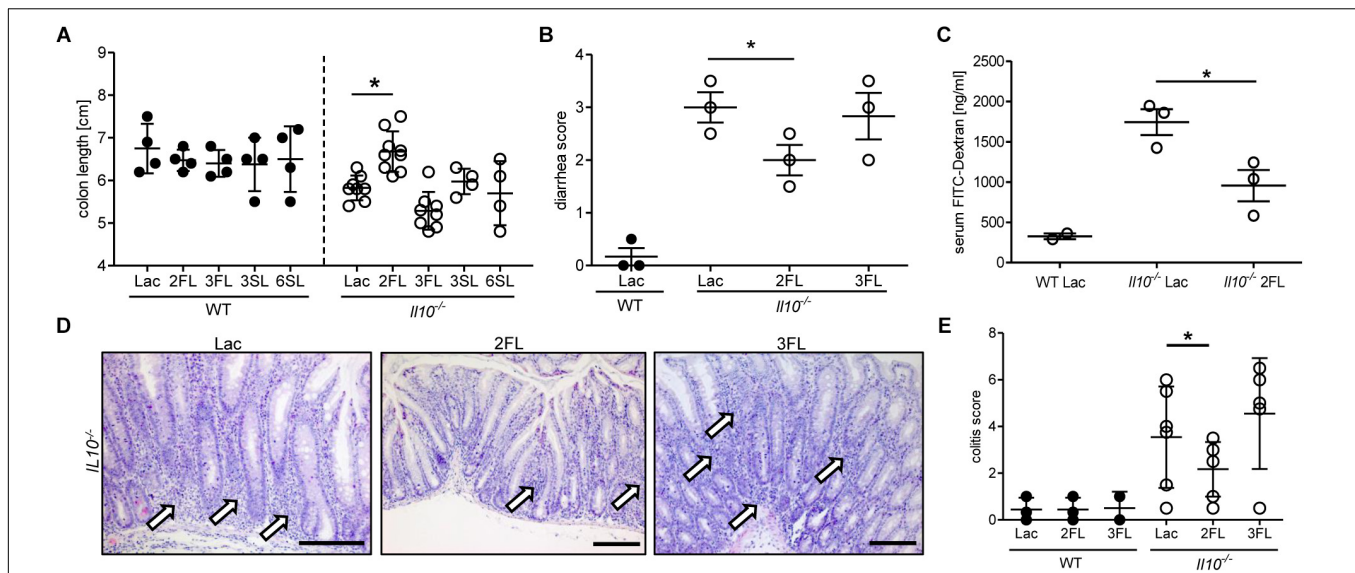 A
colon length [cm]
9
8
7
6
5
4
*
Lac 2FL 3FL 3SL 6SL Lac 2FL 3FL 3SL 6SL
WT Il10-/-
B
diarrhea score
4
3
2
1
0
*
Lac Lac 2FL 3FL
WT Il10-/-
C
serum FITC-Dextran [ng/ml]
2500
2000
1500
1000
500
0
*
WT Lac Il10-/- Lac Il10-/- 2FL
D
Lac 2FL 3FL
IL10-/-
E
colitis score
8
6
4
2
0
*
Lac 2FL 3FL Lac 2FL 3FL
WT Il10-/-